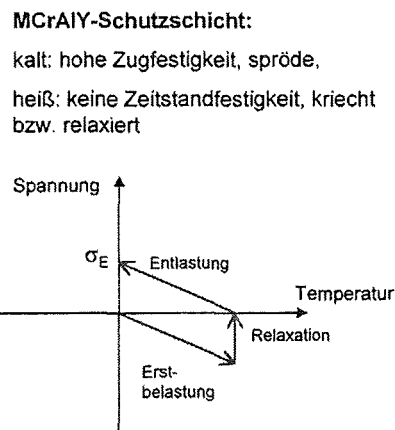 MCrAlY-Schutzschicht:
kalt: hohe Zugfestigkeit, spröde,
heiß: keine Zeitstandfestigkeit, kriecht
bzw. relaxiert
Spannung
σE
Entlastung
Temperatur
Relaxation
Erst-
belastung